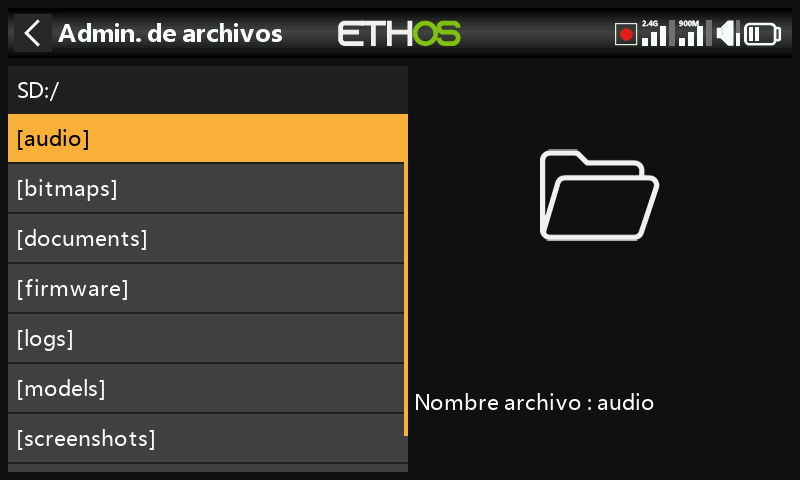 Admin. de archivos
ETHOS
2.4G
900M
SD:/
[audio]
[bitmaps]
[documents]
[firmware]
[logs]
[models]
[screenshots]
Nombre archivo : audio